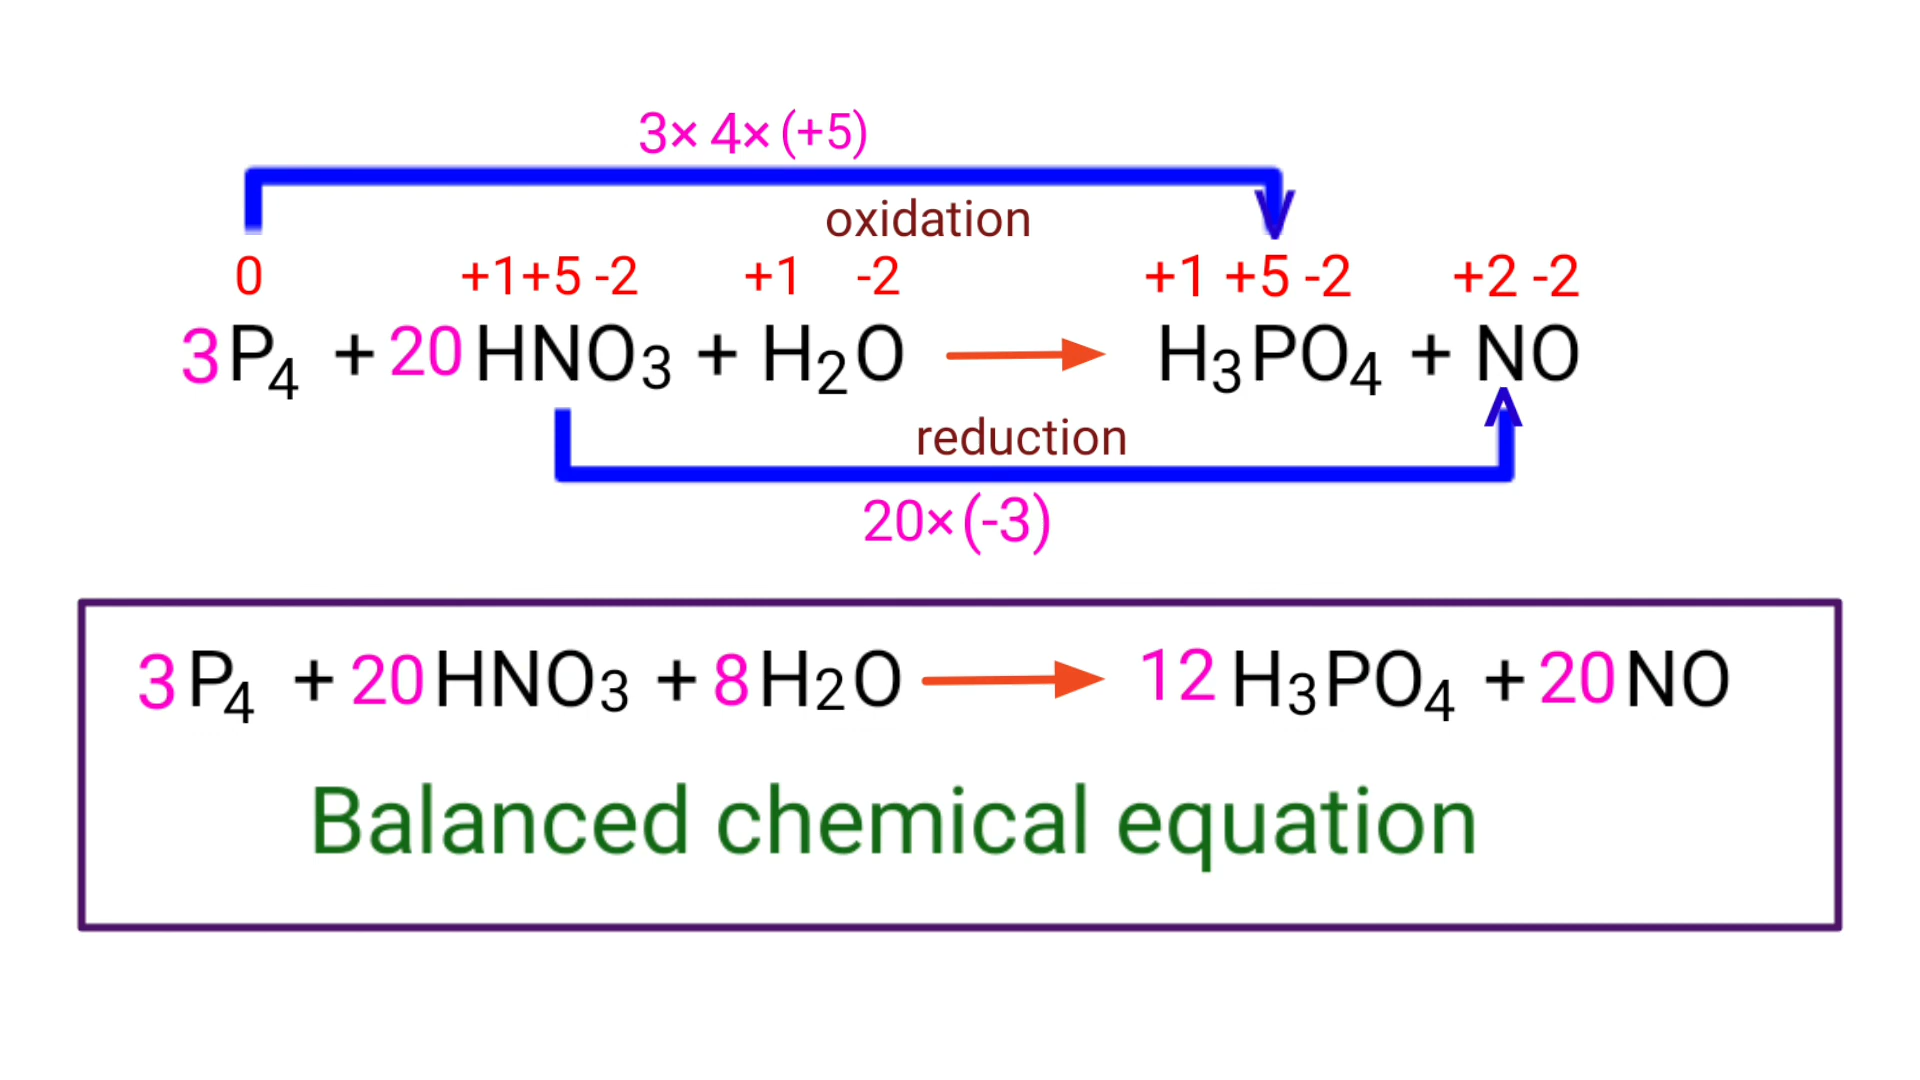 3× 4× (+5)
oxidation
0 +1+5 -2 +1 -2 +1 +5 -2 +2 -2
3P₄ + 20HNO₃ + H₂O → H₃PO₄ + NO
reduction
20×(-3)
3P₄ + 20HNO₃ + 8H₂O → 12H₃PO₄ + 20NO
Balanced chemical equation